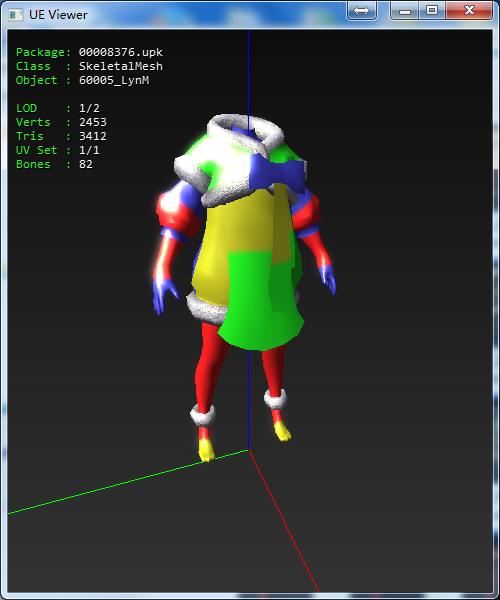 UE Viewer
Package: 00008376.upk
Class  : SkeletalMesh
Object : 60005_LynM
LOD    : 1/2
Verts  : 2453
Tris   : 3412
UV Set : 1/1
Bones  : 82